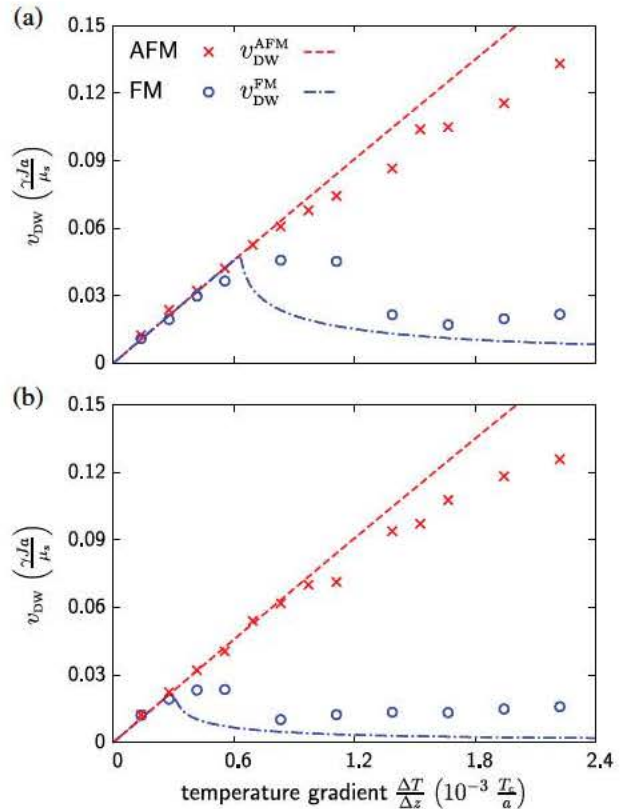 (a)
0.15
0.12
0.09
0.06
0.03
0
AFM × v_DW^AFM
FM o v_DW^FM
v_DW (γJa/μ_s)
(b)
0.15
0.12
0.09
0.06
0.03
0
v_DW (γJa/μ_s)
0 0.6 1.2 1.8 2.4
temperature gradient ΔT/Δz (10^-3 T_c/a)